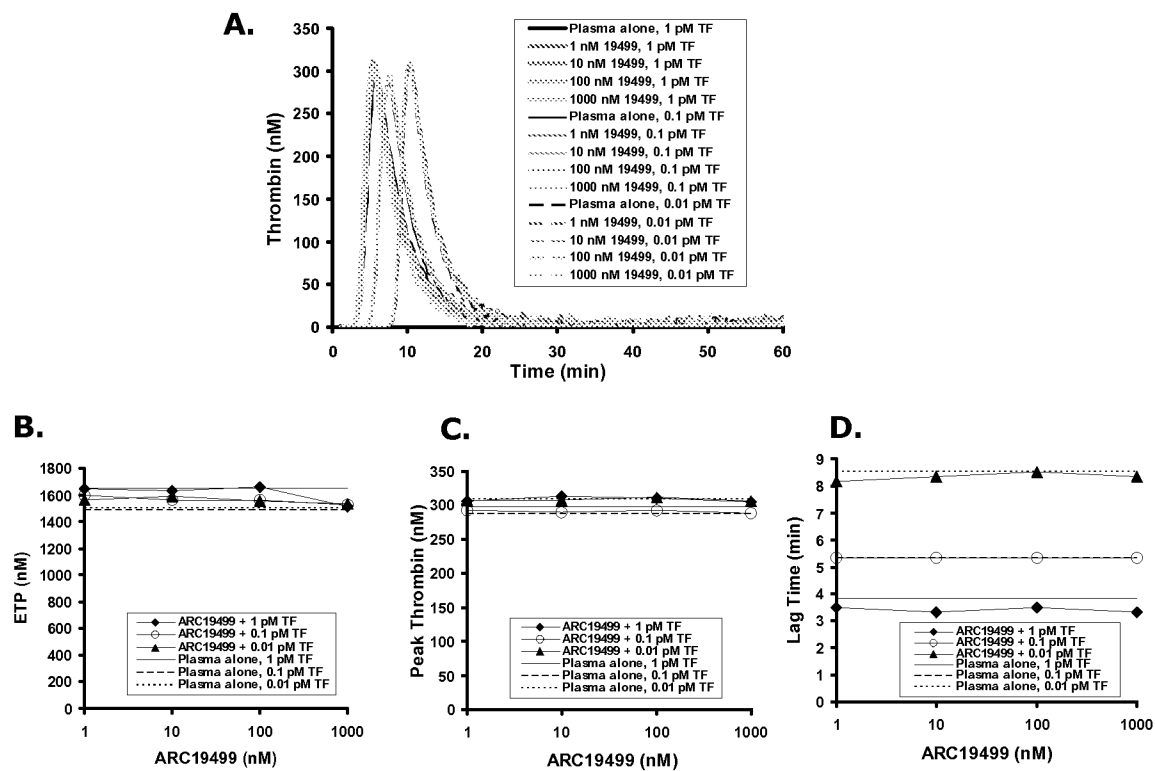 A.
350
300
250
200
150
100
50
0
Thrombin (nM)
0 10 20 30 40 50 60
Time (min)
Plasma alone, 1 pM TF
1 nM 19499, 1 pM TF
10 nM 19499, 1 pM TF
100 nM 19499, 1 pM TF
1000 nM 19499, 1 pM TF
Plasma alone, 0.1 pM TF
1 nM 19499, 0.1 pM TF
10 nM 19499, 0.1 pM TF
100 nM 19499, 0.1 pM TF
1000 nM 19499, 0.1 pM TF
Plasma alone, 0.01 pM TF
1 nM 19499, 0.01 pM TF
10 nM 19499, 0.01 pM TF
100 nM 19499, 0.01 pM TF
1000 nM 19499, 0.01 pM TF
B.
1800
1600
1400
1200
1000
800
600
400
200
0
ETP (nM)
ARC19499 + 1 pM TF
ARC19499 + 0.1 pM TF
ARC19499 + 0.01 pM TF
Plasma alone, 1 pM TF
Plasma alone, 0.1 pM TF
Plasma alone, 0.01 pM TF
1 10 100 1000
ARC19499 (nM)
C.
350
300
250
200
150
100
50
0
Peak Thrombin (nM)
ARC19499 + 1 pM TF
ARC19499 + 0.1 pM TF
ARC19499 + 0.01 pM TF
Plasma alone, 1 pM TF
Plasma alone, 0.1 pM TF
Plasma alone, 0.01 pM TF
1 10 100 1000
ARC19499 (nM)
D.
9
8
7
6
5
4
3
2
1
0
Lag Time (min)
ARC19499 + 1 pM TF
ARC19499 + 0.1 pM TF
ARC19499 + 0.01 pM TF
Plasma alone, 1 pM TF
Plasma alone, 0.1 pM TF
Plasma alone, 0.01 pM TF
1 10 100 1000
ARC19499 (nM)